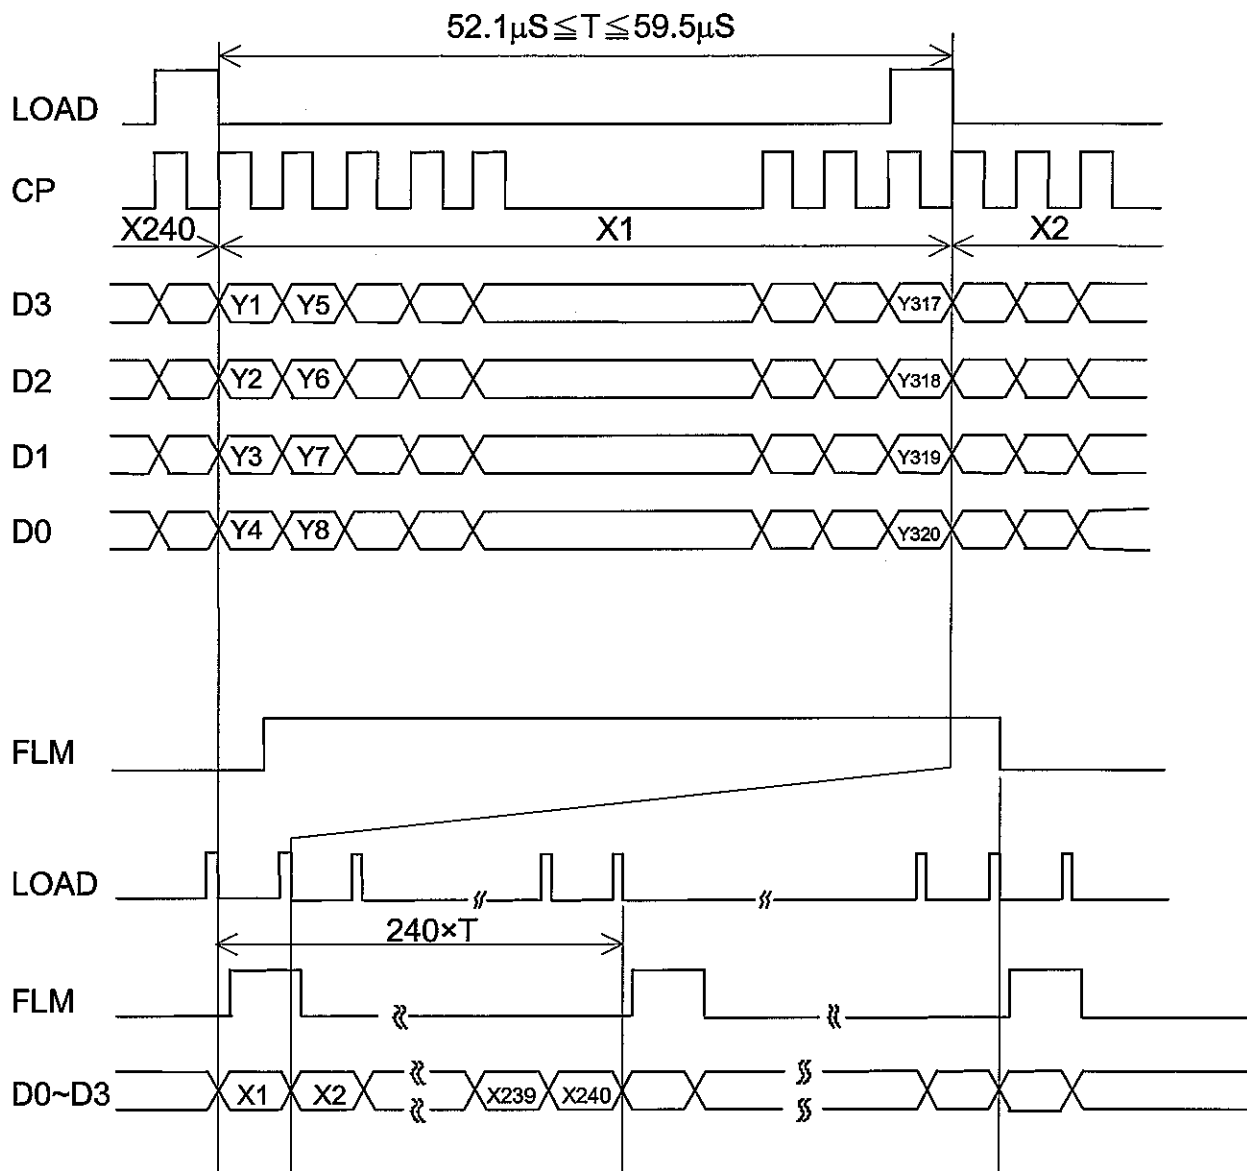 52.1μS≦T≦59.5μS
LOAD
CP
X240 X1 X2
D3 Y1 Y5 Y317
D2 Y2 Y6 Y318
D1 Y3 Y7 Y319
D0 Y4 Y8 Y320
FLM
LOAD
240×T
FLM
D0~D3 X1 X2 X239 X240